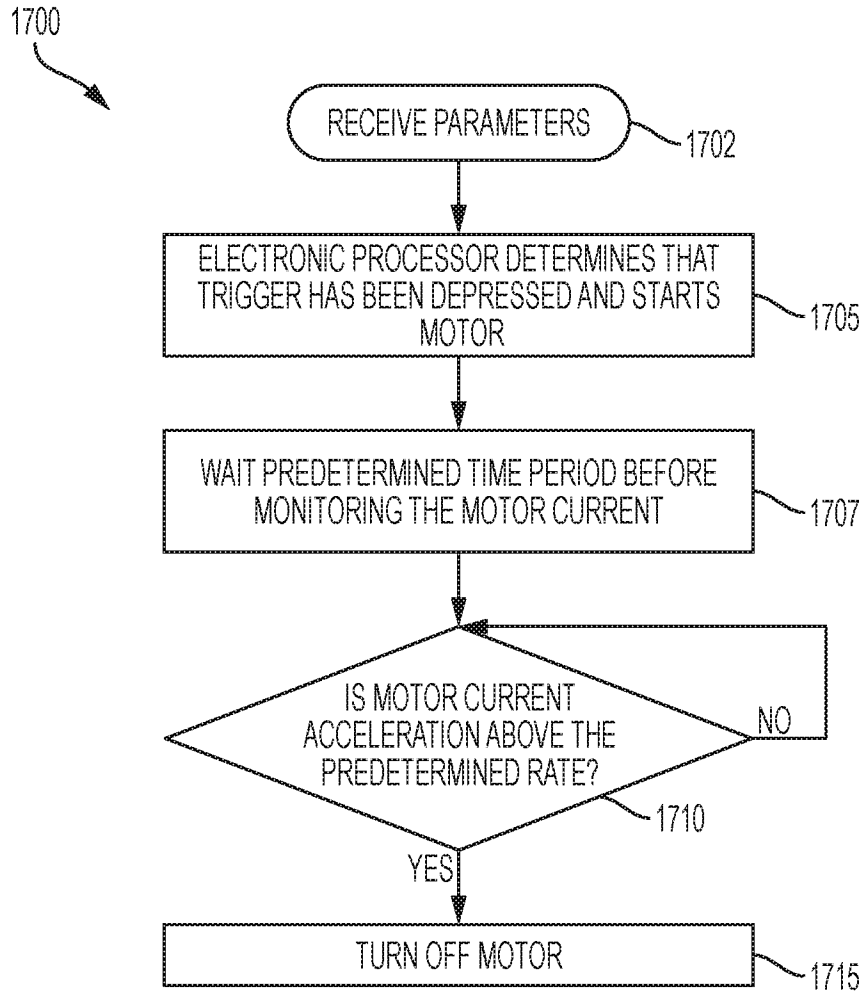 1700
RECEIVE PARAMETERS
1702
ELECTRONIC PROCESSOR DETERMINES THAT
TRIGGER HAS BEEN DEPRESSED AND STARTS
MOTOR
1705
WAIT PREDETERMINED TIME PERIOD BEFORE
MONITORING THE MOTOR CURRENT
1707
IS MOTOR CURRENT
ACCELERATION ABOVE THE
PREDETERMINED RATE?
NO
1710
YES
TURN OFF MOTOR
1715